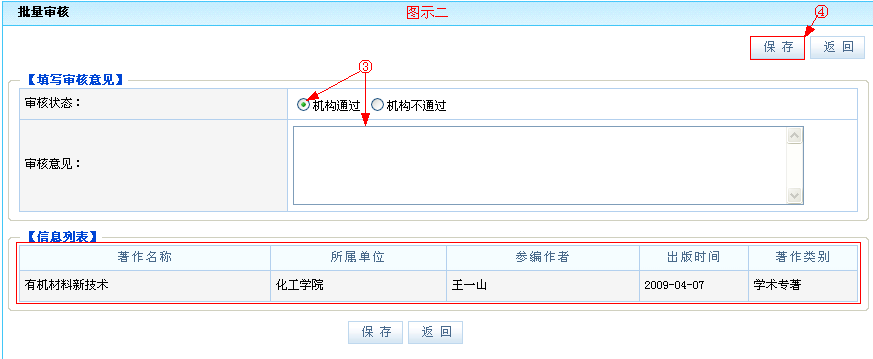 批量审核 图示二 ④
保 存 返 回
③
【填写审核意见】
审核状态： 机构通过 机构不通过
审核意见：
【信息列表】
著作名称 所属单位 参编作者 出版时间 著作类别
有机材料新技术 化工学院 王一山 2009-04-07 学术专著
保 存 返 回